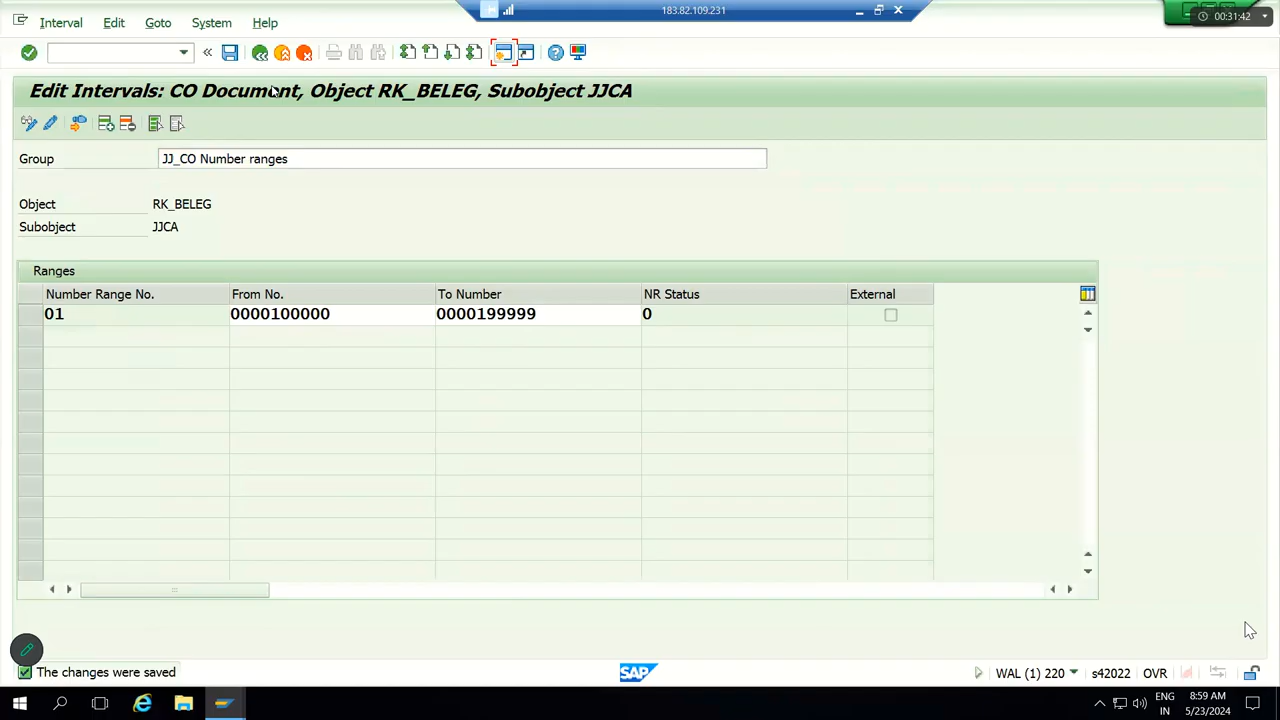 183.82.109.231
00:31:42
Interval Edit Goto System Help
Edit Intervals: CO Document, Object RK_BELEG, Subobject JJCA
Group JJ_CO Number ranges
Object RK_BELEG
Subobject JJCA
Ranges
Number Range No. From No. To Number NR Status External
01 0000100000 0000199999 0
The changes were saved
SAP
WAL (1) 220 s42022 OVR
ENG 8:59 AM
IN 5/23/2024